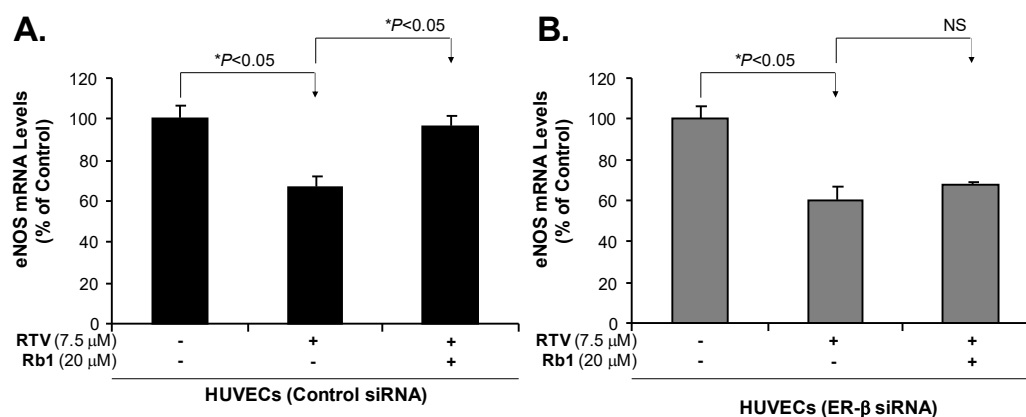 A.
*P<0.05
*P<0.05
eNOS mRNA Levels
(% of Control)
120
100
80
60
40
20
0
RTV (7.5 μM) - + +
Rb1 (20 μM) - - +
HUVECs (Control siRNA)
B.
*P<0.05
NS
eNOS mRNA Levels
(% of Control)
120
100
80
60
40
20
0
RTV (7.5 μM) - + +
Rb1 (20 μM) - - +
HUVECs (ER-β siRNA)